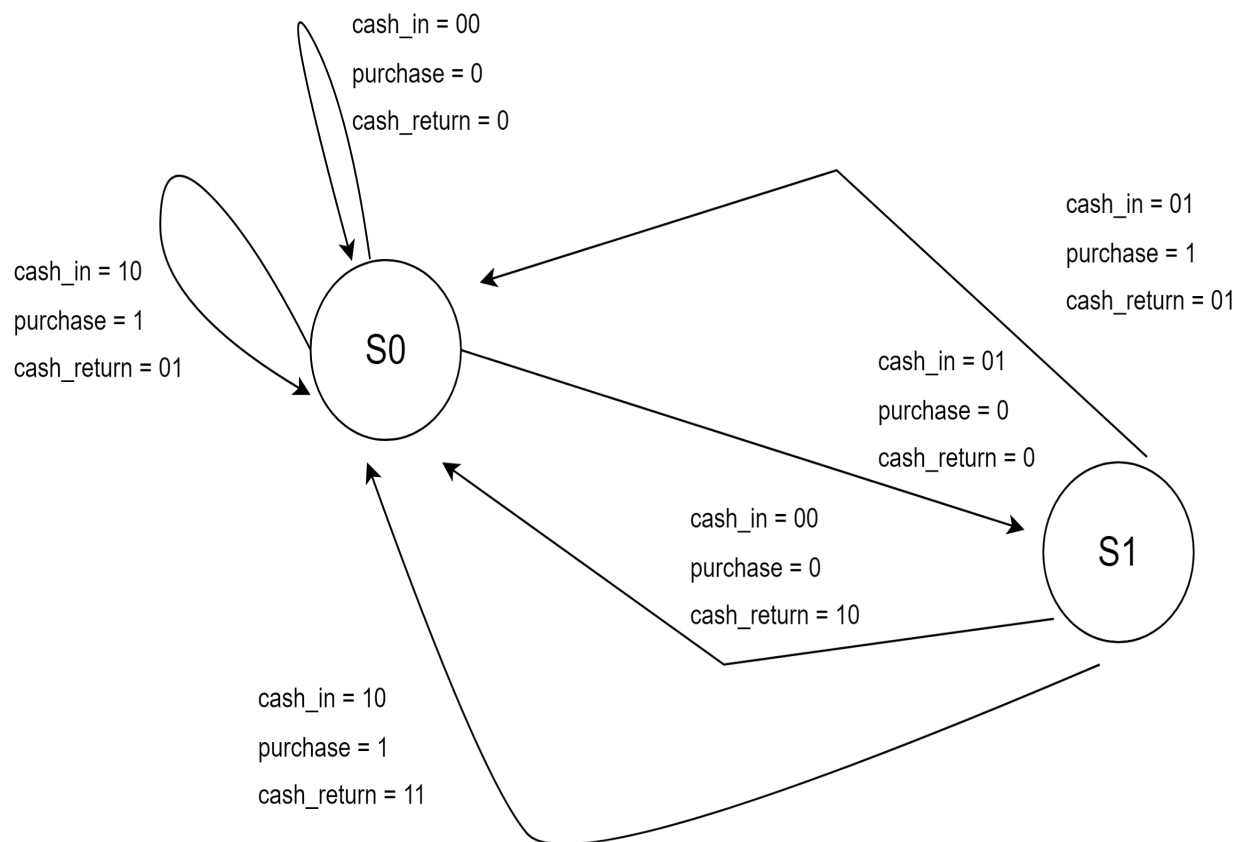 cash_in = 00
purchase = 0
cash_return = 0
cash_in = 10
purchase = 1
cash_return = 01
S0
cash_in = 01
purchase = 1
cash_return = 01
cash_in = 01
purchase = 0
cash_return = 0
cash_in = 00
purchase = 0
cash_return = 10
S1
cash_in = 10
purchase = 1
cash_return = 11